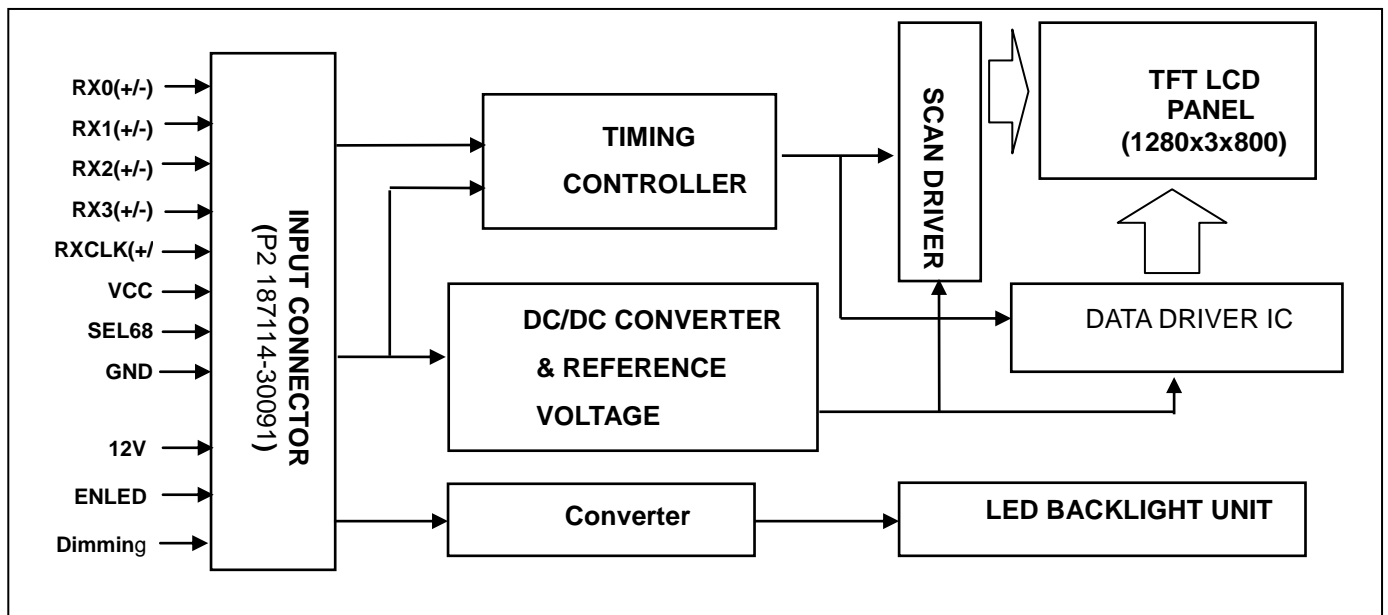 RX0(+/-)
RX1(+/-)
RX2(+/-)
RX3(+/-)
RXCLK(+/
VCC
SEL68
GND
12V
ENLED
Dimming
INPUT CONNECTOR
(P2 187114-30091)
TIMING
CONTROLLER
DC/DC CONVERTER
& REFERENCE
VOLTAGE
Converter
SCAN DRIVER
TFT LCD
PANEL
(1280x3x800)
DATA DRIVER IC
LED BACKLIGHT UNIT